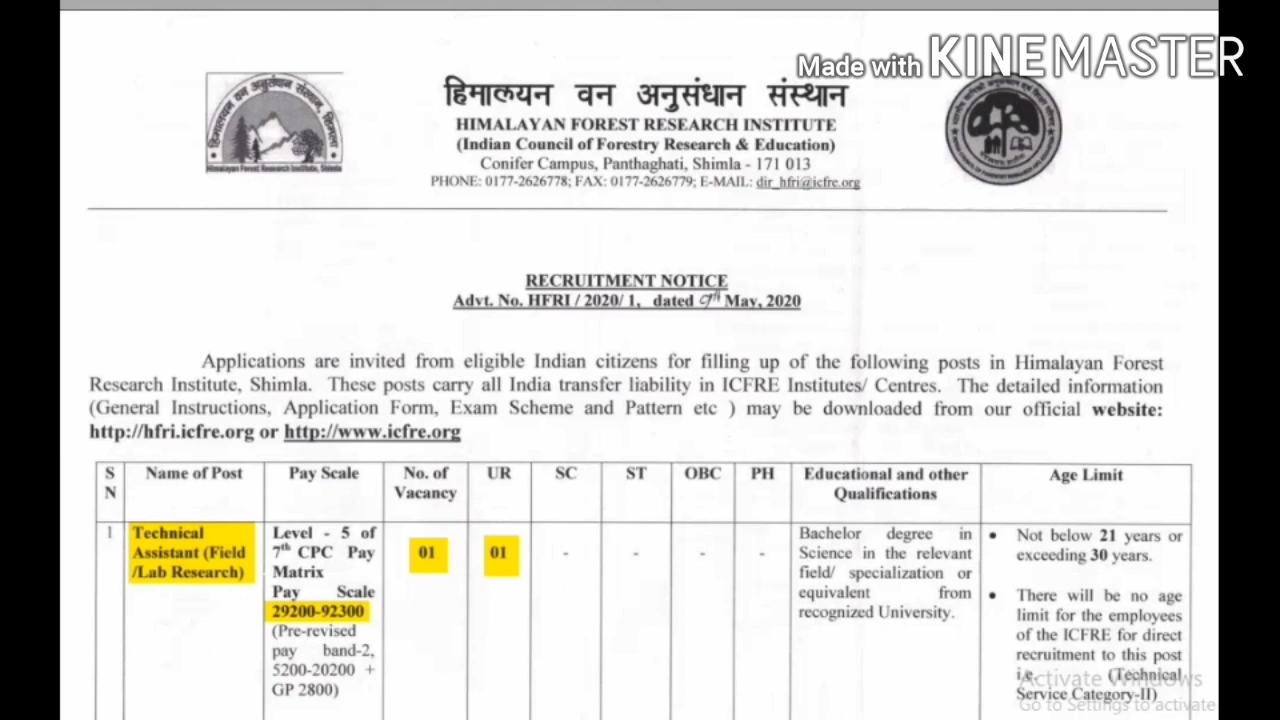 Made with KINEMASTER
हिमालयन वन अनुसंधान संस्थान
HIMALAYAN FOREST RESEARCH INSTITUTE
(Indian Council of Forestry Research & Education)
Conifer Campus, Panthaghati, Shimla - 171 013
PHONE: 0177-2626778; FAX: 0177-2626779; E-MAIL: dir_hfri@icfre.org
हिमालयन वन अनुसंधान संस्थान, शिमला
Himalayan Forest Research Institute, Shimla
RECRUITMENT NOTICE
Advt. No. HFRI / 2020/ 1, dated 9th May, 2020
Applications are invited from eligible Indian citizens for filling up of the following posts in Himalayan Forest
Research Institute, Shimla. These posts carry all India transfer liability in ICFRE Institutes/ Centres. The detailed information
(General Instructions, Application Form, Exam Scheme and Pattern etc ) may be downloaded from our official website:
http://hfri.icfre.org or http://www.icfre.org
S N Name of Post Pay Scale No. of Vacancy UR SC ST OBC PH Educational and other Qualifications Age Limit
1
Technical
Assistant (Field
/Lab Research)
Level - 5 of
7th CPC Pay
Matrix
Pay Scale
29200-92300
(Pre-revised
pay band-2,
5200-20200 +
GP 2800)
01
01
- - - -
Bachelor degree in
Science in the relevant
field/ specialization or
equivalent from
recognized University.
• Not below 21 years or
exceeding 30 years.
• There will be no age
limit for the employees
of the ICFRE for direct
recruitment to this post
i.e. (Technical
Service Category-II)
Activate Windows
Go to Settings to activate